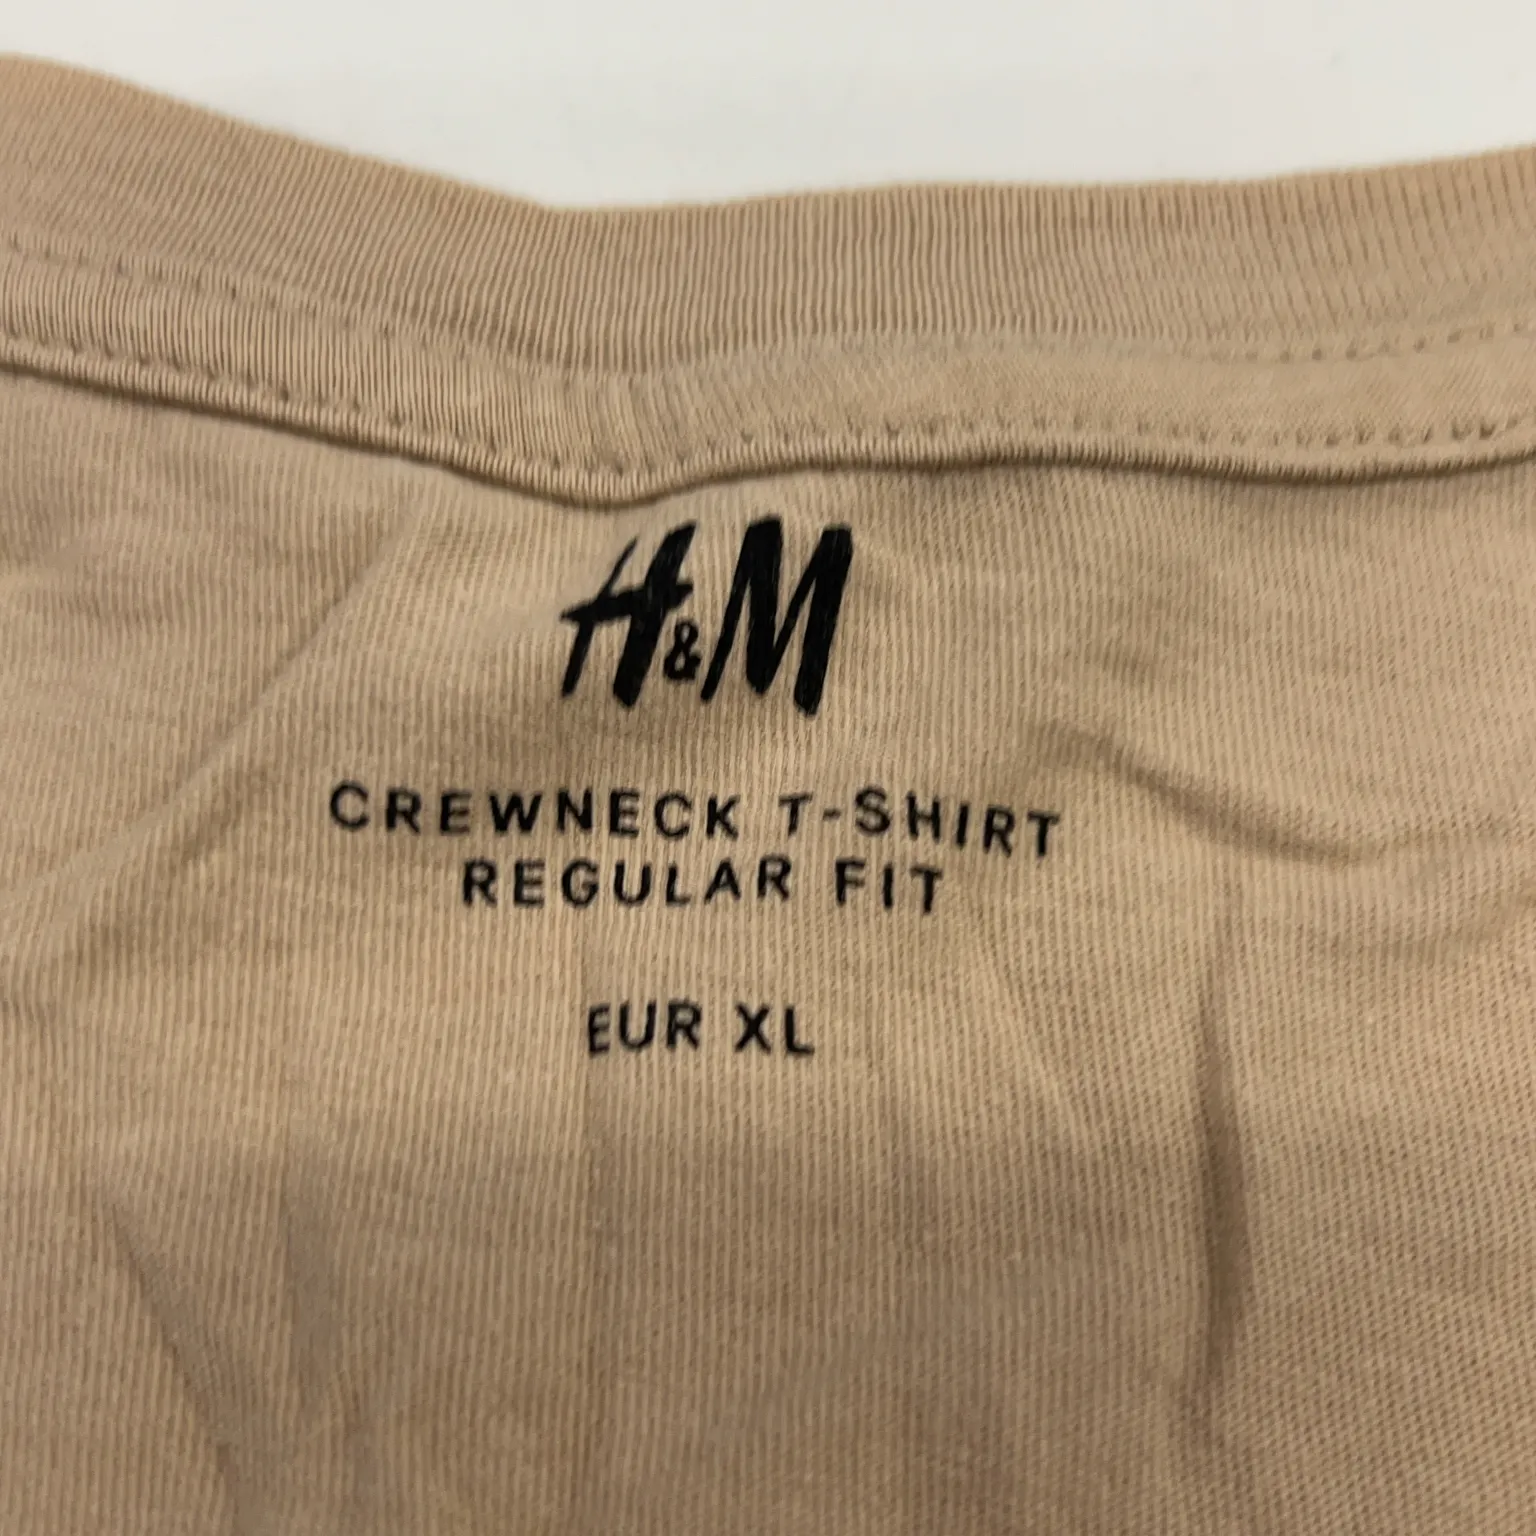 H&M
CREWNECK T-SHIRT
REGULAR FIT
EUR XL